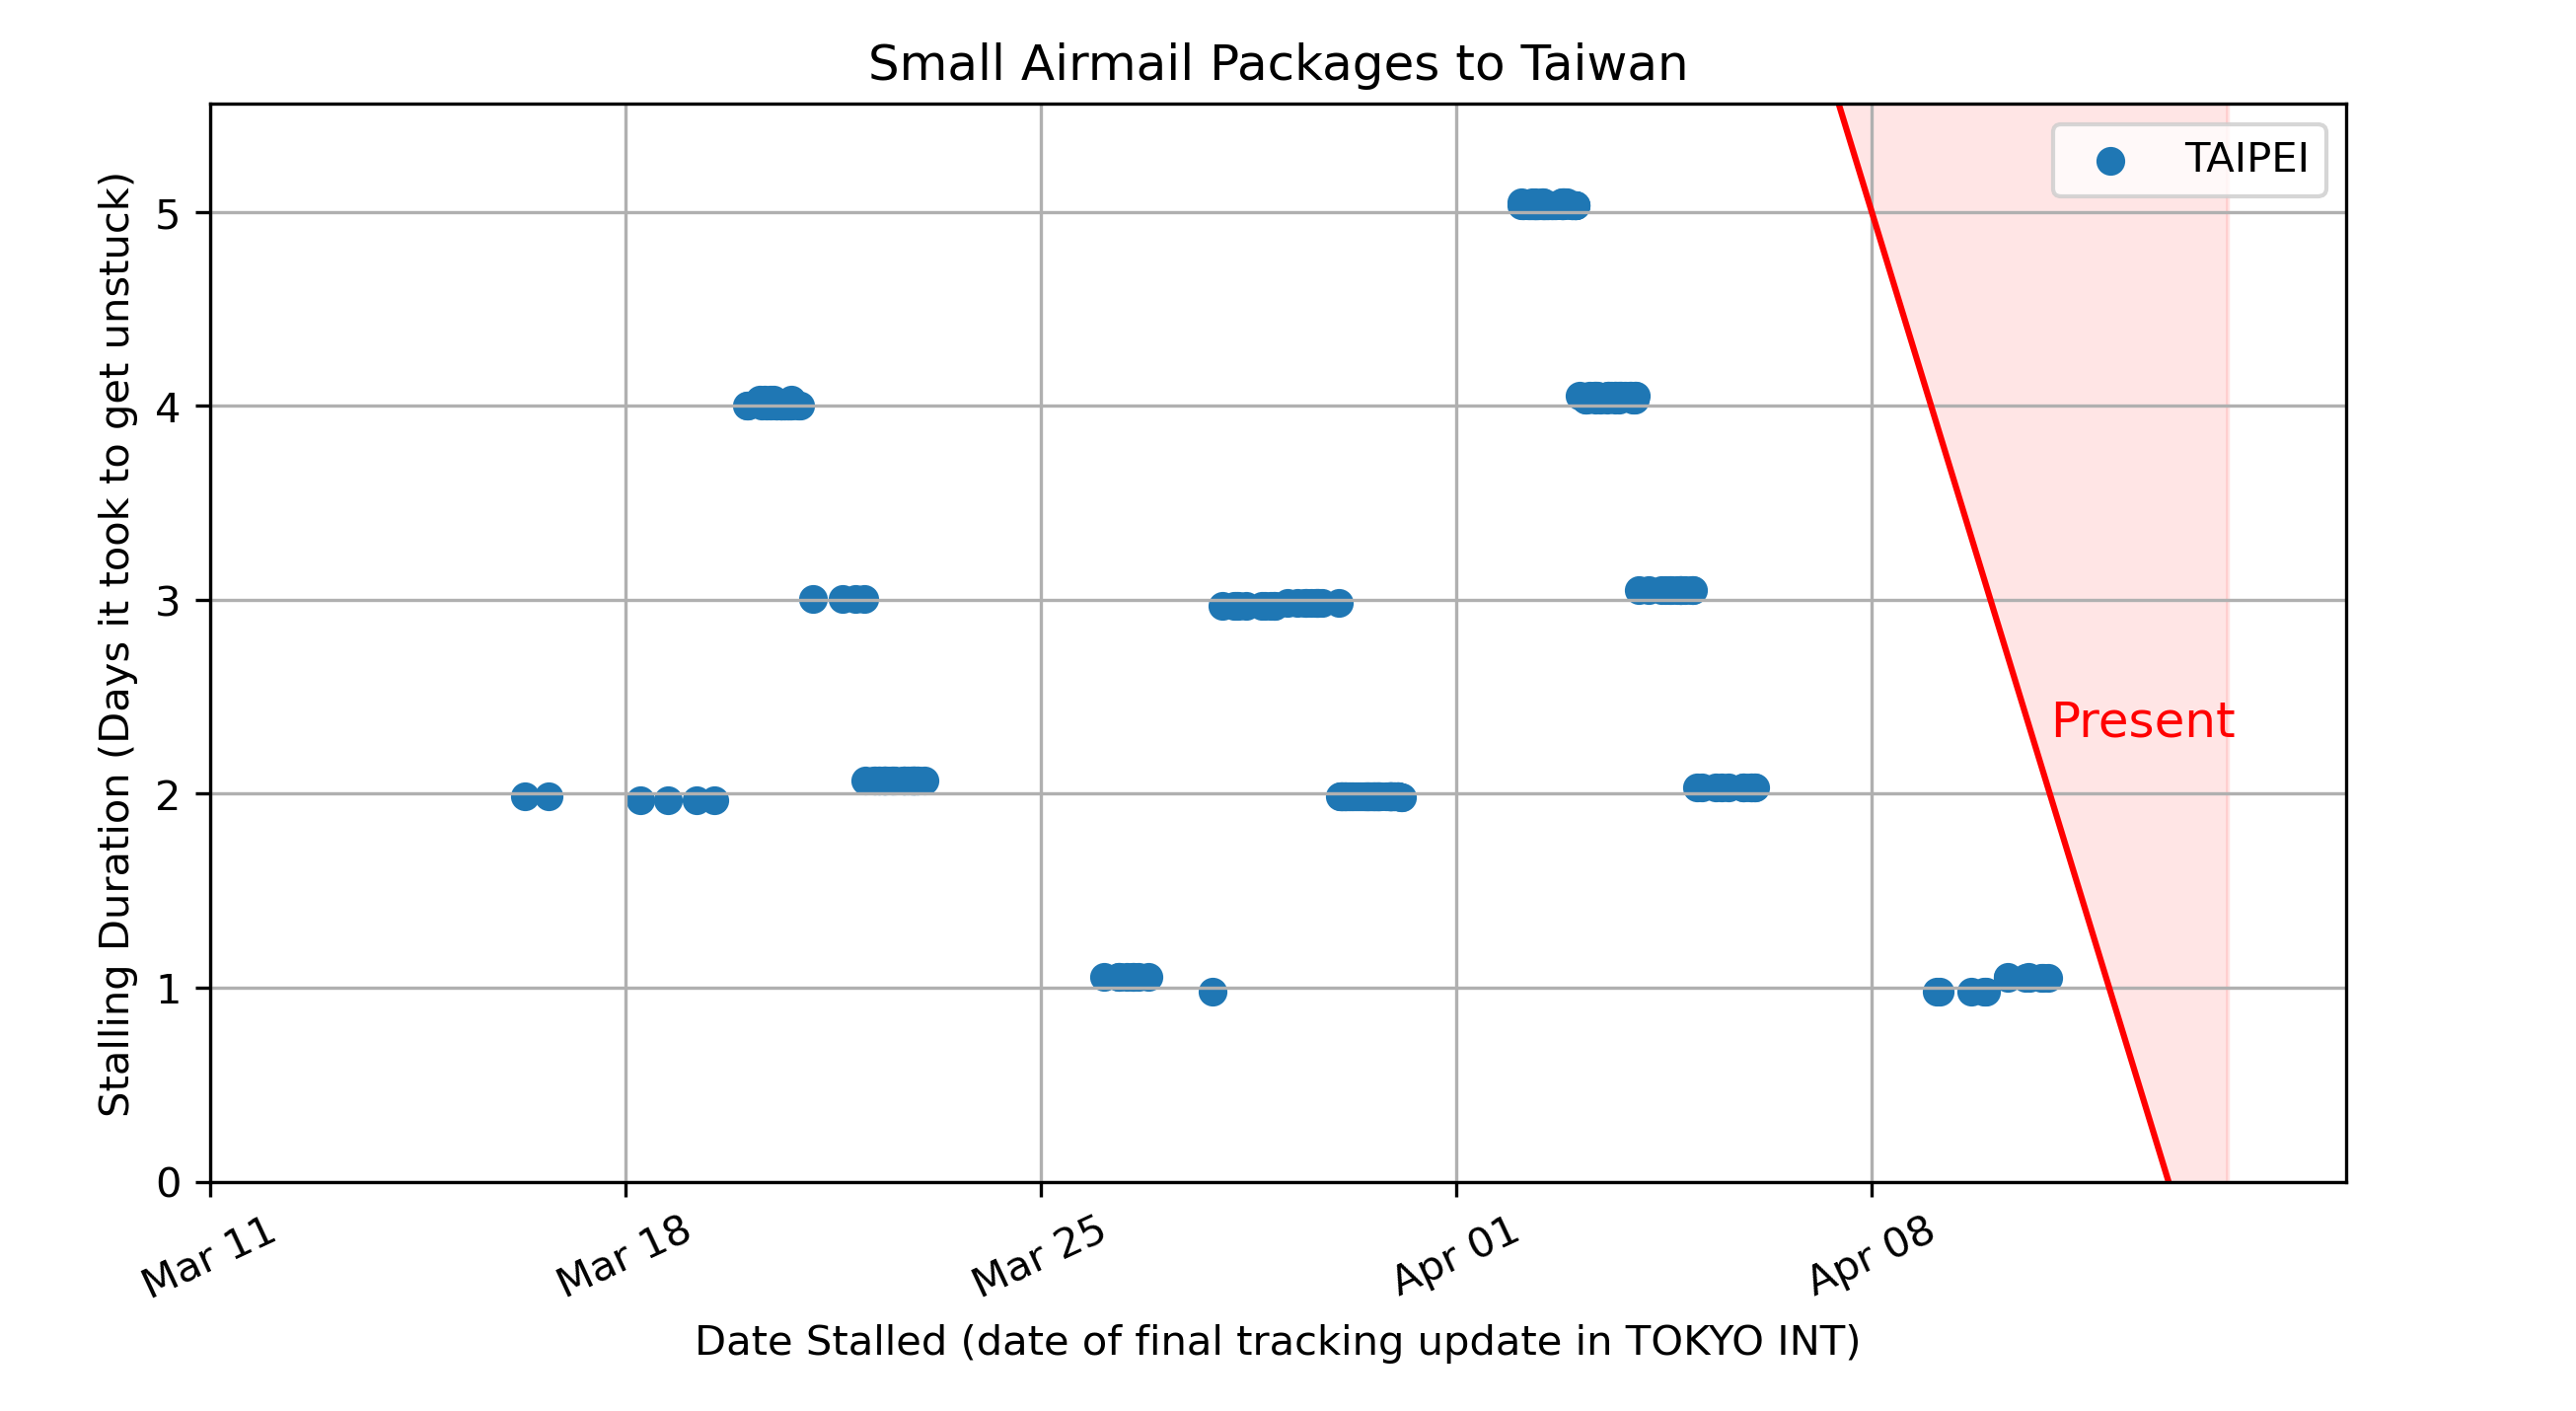 Small Airmail Packages to Taiwan
TAIPEI
Stalling Duration (Days it took to get unstuck)
5
4
3
2
1
0
Present
Mar 11
Mar 18
Mar 25
Apr 01
Apr 08
Date Stalled (date of final tracking update in TOKYO INT)